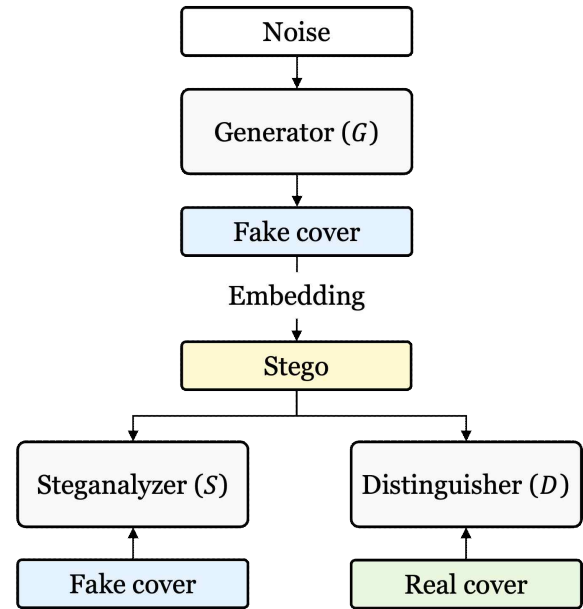 Noise
Generator (G)
Fake cover
Embedding
Stego
Steganalyzer (S)
Distinguisher (D)
Fake cover
Real cover